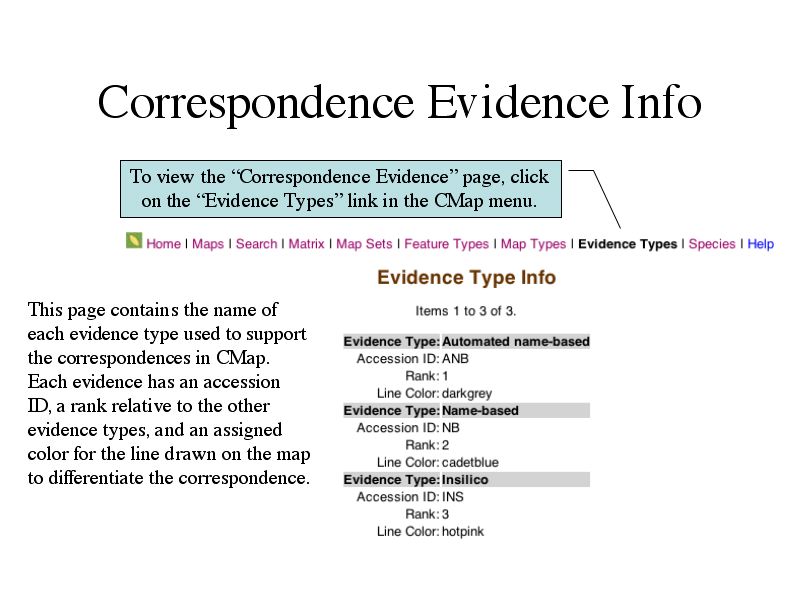 Correspondence Evidence Info
To view the “Correspondence Evidence” page, click
on the “Evidence Types” link in the CMap menu.
Home | Maps | Search | Matrix | Map Sets | Feature Types | Map Types | Evidence Types | Species | Help
Evidence Type Info
Items 1 to 3 of 3.
This page contains the name of
each evidence type used to support
the correspondences in CMap.
Each evidence has an accession
ID, a rank relative to the other
evidence types, and an assigned
color for the line drawn on the map
to differentiate the correspondence.
Evidence Type: Automated name-based
Accession ID: ANB
Rank: 1
Line Color: darkgrey
Evidence Type: Name-based
Accession ID: NB
Rank: 2
Line Color: cadetblue
Evidence Type: Insilico
Accession ID: INS
Rank: 3
Line Color: hotpink